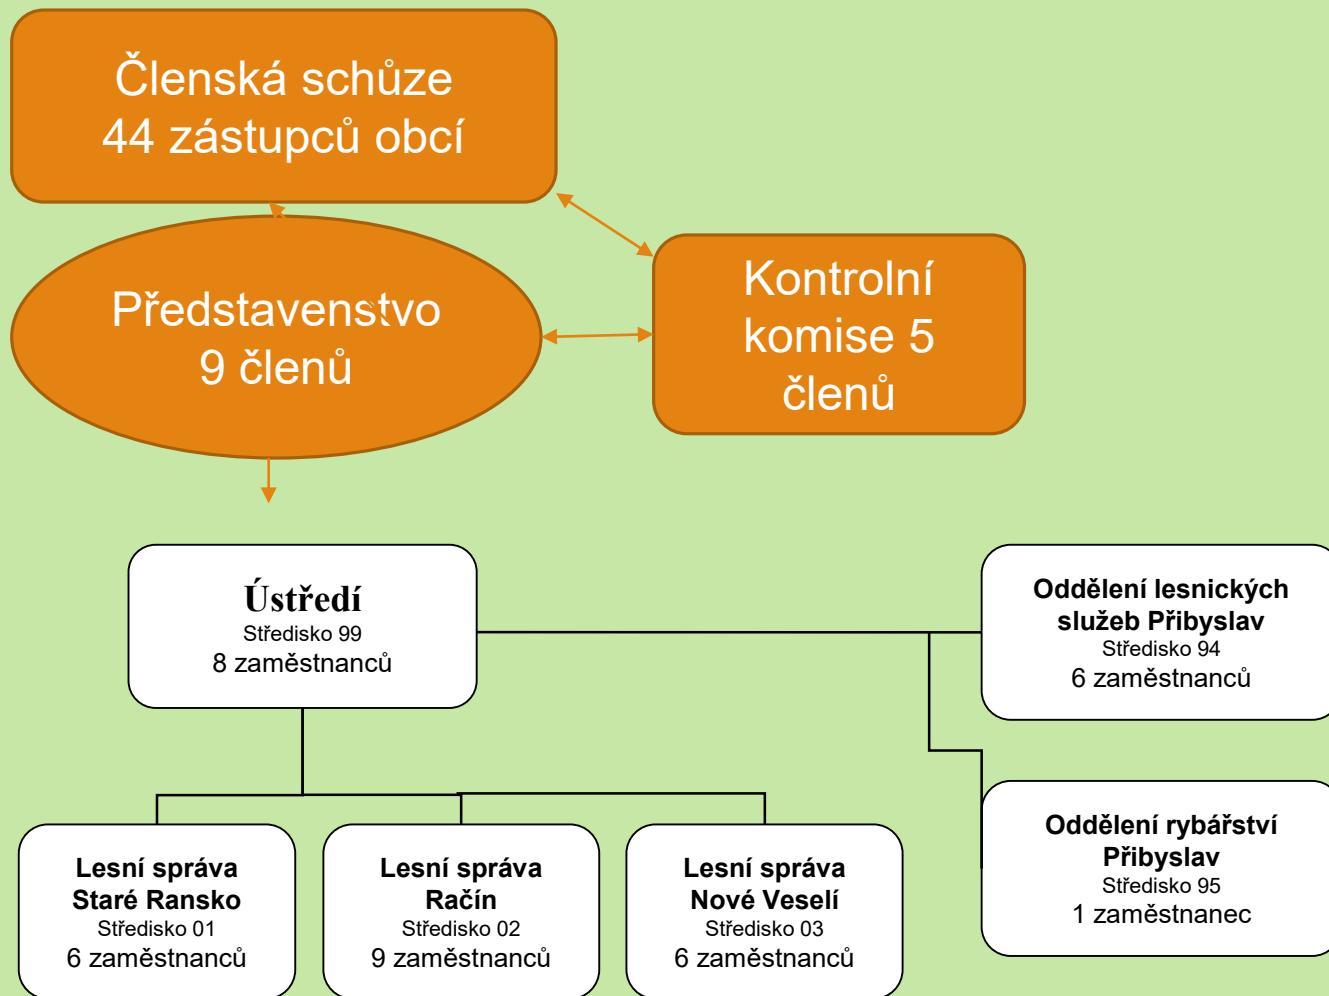 Členská schůze
44 zástupců obcí
Představenstvo
9 členů
Kontrolní
komise 5
členů
Ústředí
Středisko 99
8 zaměstnanců
Oddělení lesnických
služeb Přibyslav
Středisko 94
6 zaměstnanců
Oddělení rybářství
Přibyslav
Středisko 95
1 zaměstnanec
Lesní správa
Staré Ransko
Středisko 01
6 zaměstnanců
Lesní správa
Račín
Středisko 02
9 zaměstnanců
Lesní správa
Nové Veselí
Středisko 03
6 zaměstnanců